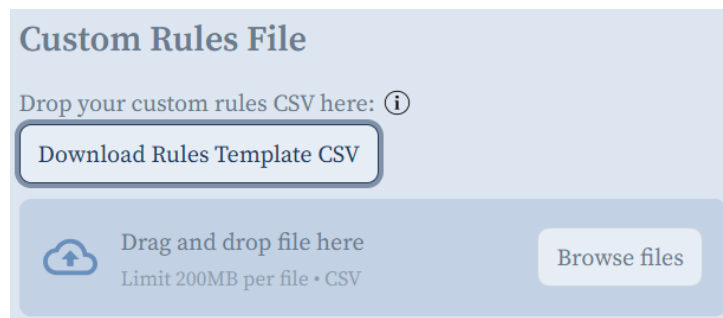 Custom Rules File
Drop your custom rules CSV here: ⓘ
Download Rules Template CSV
Drag and drop file here
Limit 200MB per file • CSV
Browse files